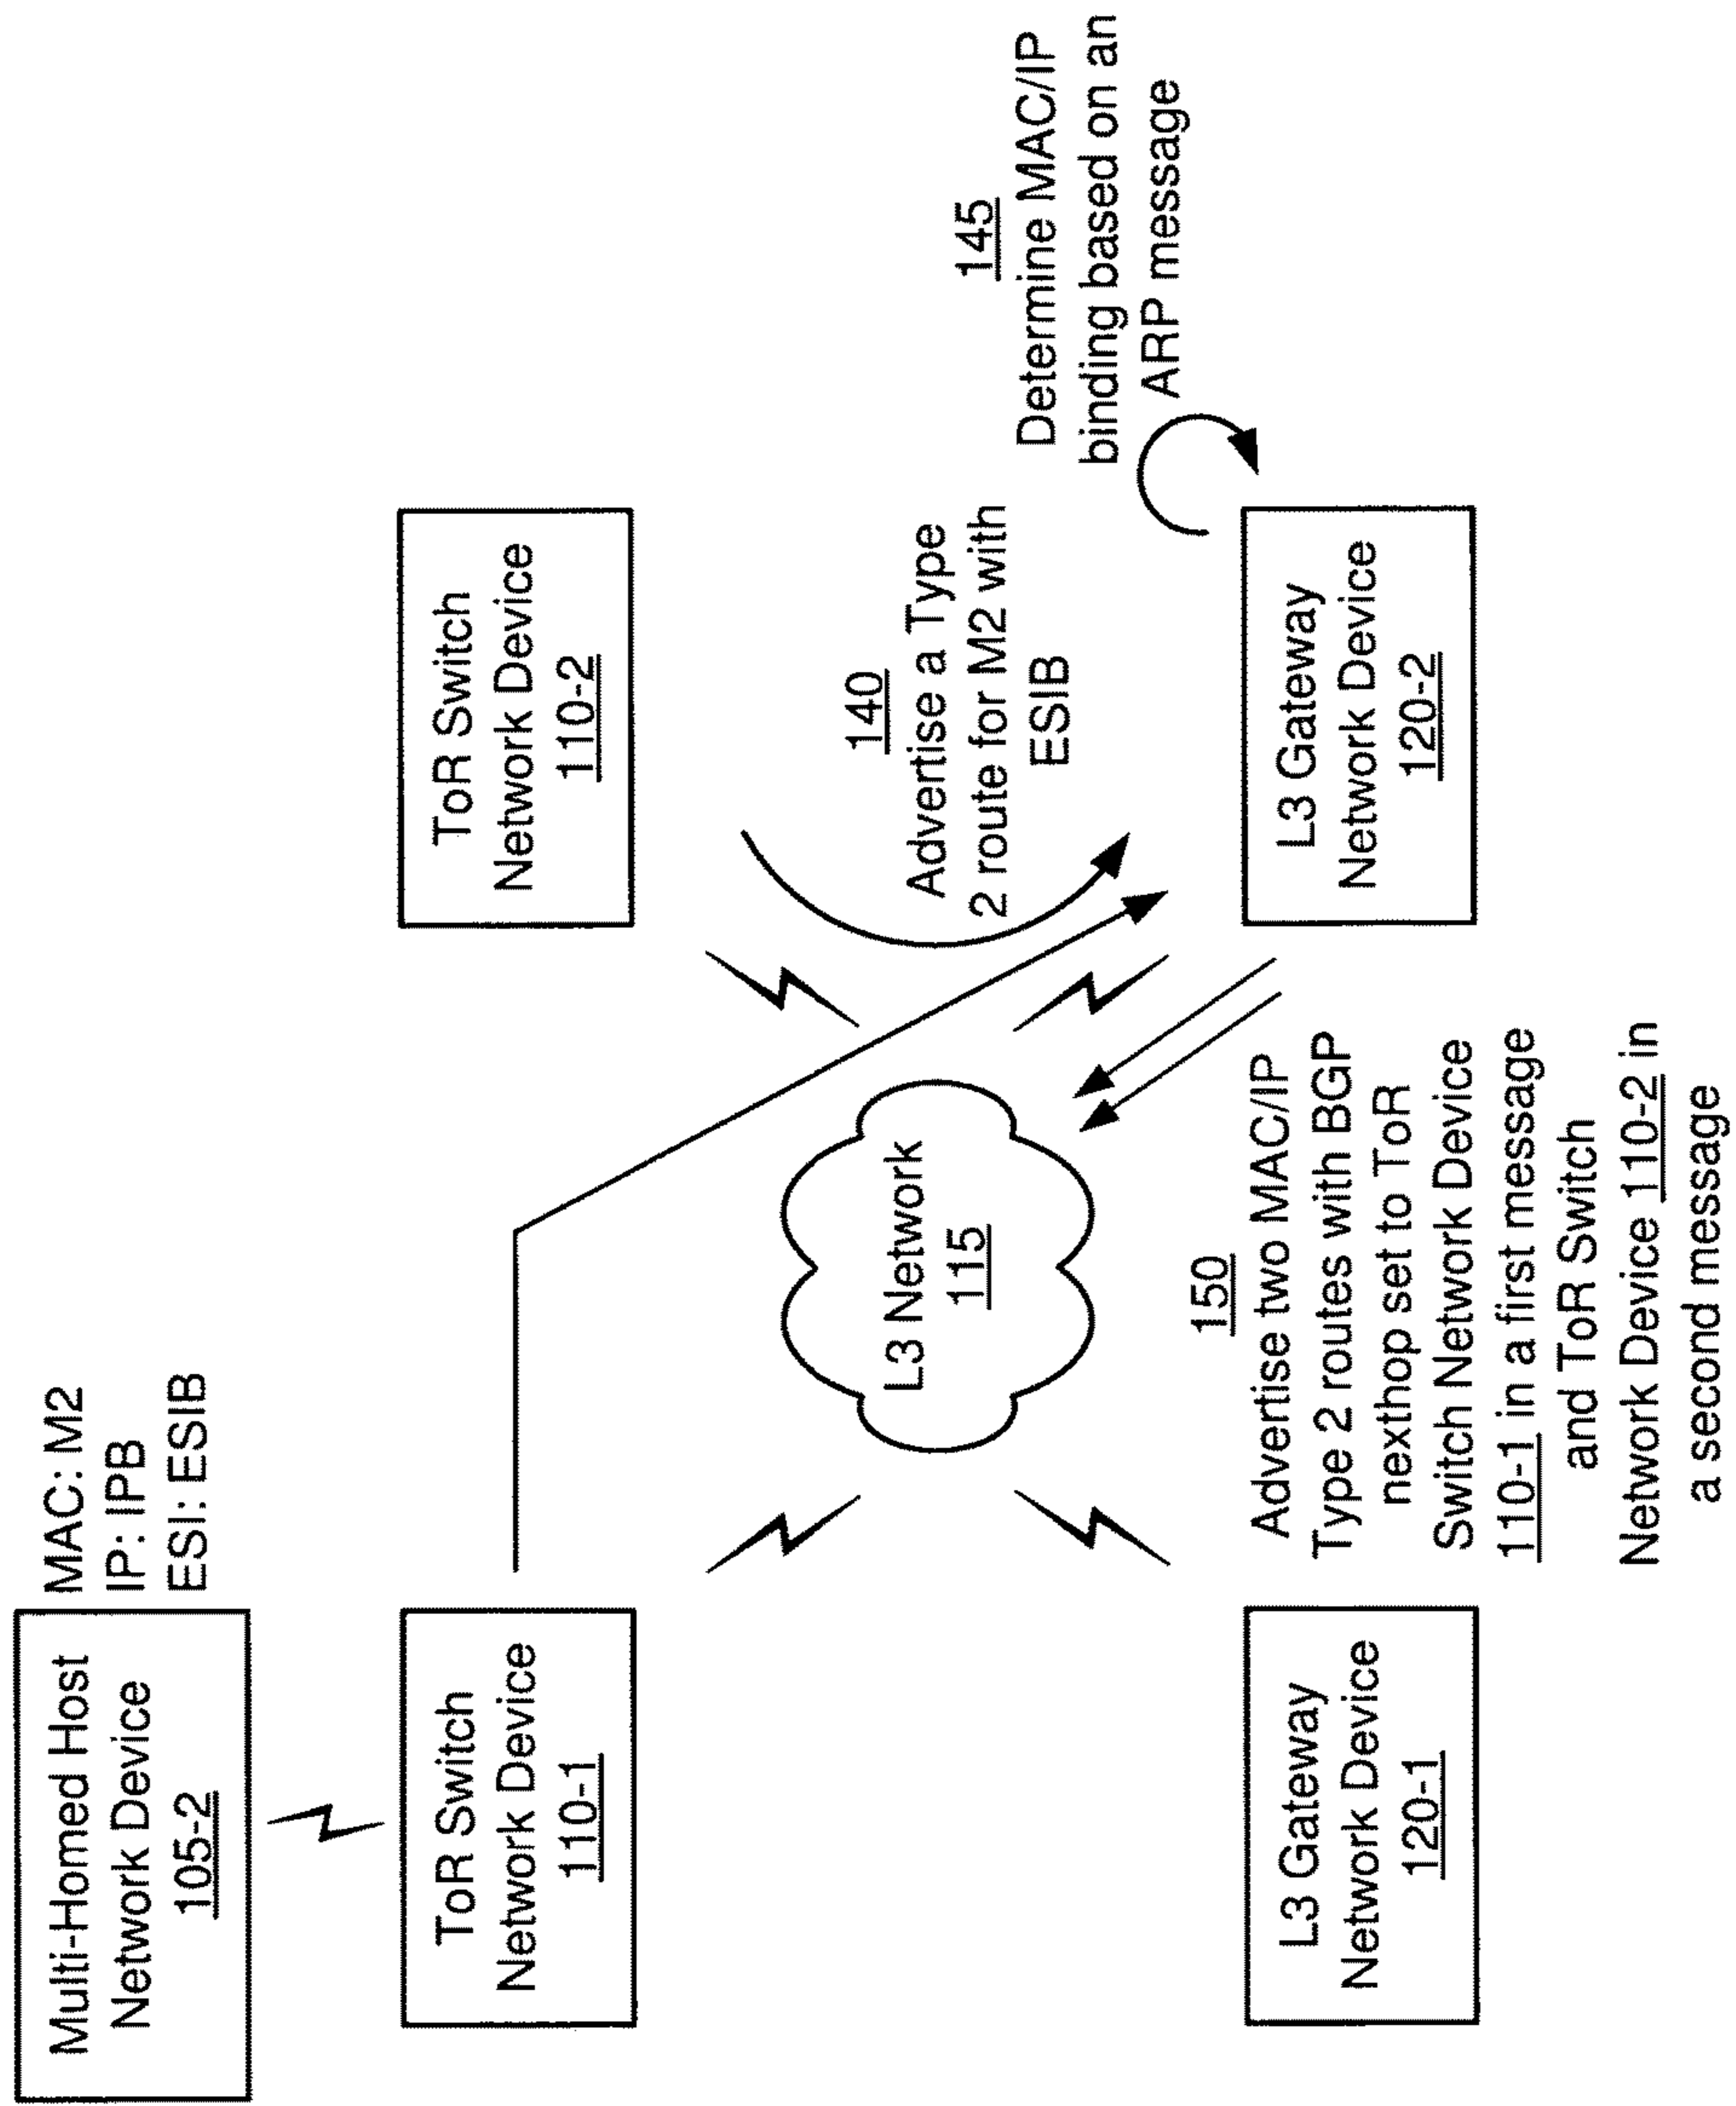 Multi-Homed Host
Network Device
105-2
MAC: M2
IP: IPB
ESI: ESIB
ToR Switch
Network Device
110-1
ToR Switch
Network Device
110-2
140
Advertise a Type
2 route for M2 with
ESIB
L3 Network
115
145
Determine MAC/IP
binding based on an
ARP message
L3 Gateway
Network Device
120-1
150
Advertise two MAC/IP
Type 2 routes with BGP
nexthop set to ToR
Switch Network Device
110-1 in a first message
and ToR Switch
Network Device 110-2 in
a second message
L3 Gateway
Network Device
120-2